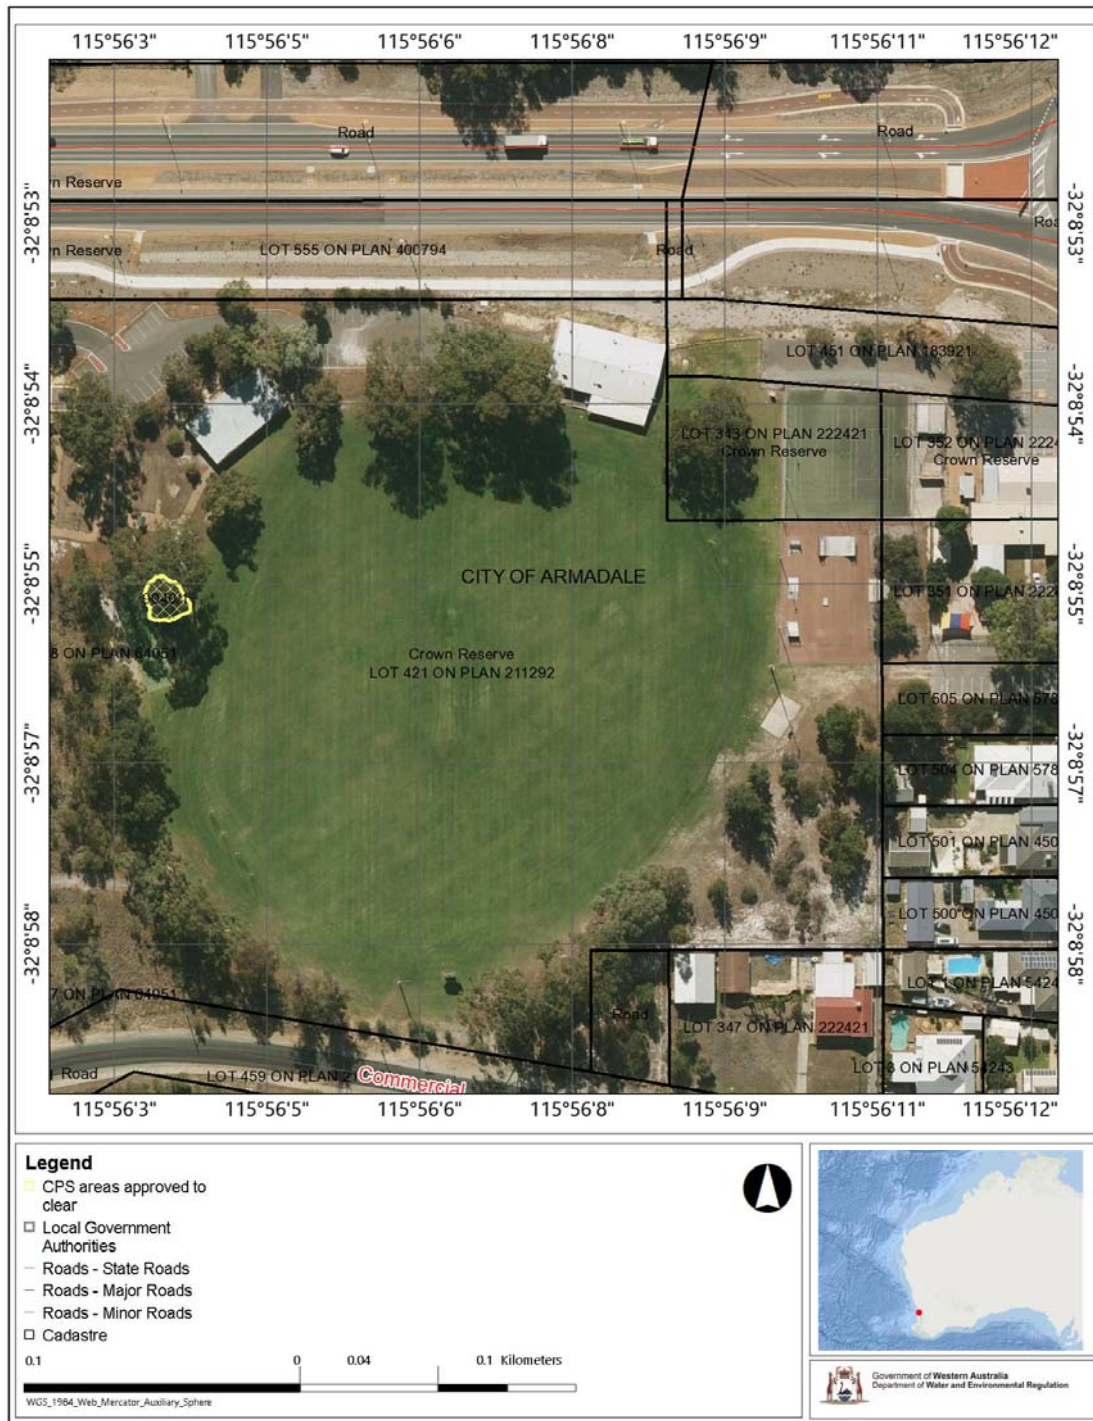 115°56'3" 115°56'5" 115°56'6" 115°56'8" 115°56'9" 115°56'11" 115°56'12"
Road
Road
n Reserve
-32°8'53"
-32°8'53"
n Reserve
LOT 555 ON PLAN 400794
Road
Roa
LOT 451 ON PLAN 183921
-32°8'54"
-32°8'54"
LOT 343 ON PLAN 222421
Crown Reserve
LOT 352 ON PLAN 2224
Crown Reserve
-32°8'55"
-32°8'55"
CITY OF ARMADALE
LOT 351 ON PLAN 222
8 ON PLAN 64051
Crown Reserve
LOT 421 ON PLAN 211292
LOT 505 ON PLAN 578
-32°8'57"
-32°8'57"
LOT 504 ON PLAN 578
LOT 501 ON PLAN 450
LOT 500 ON PLAN 450
-32°8'58"
-32°8'58"
7 ON PLAN 64051
LOT 1 ON PLAN 5424
Road
LOT 347 ON PLAN 222421
LOT 3 ON PLAN 54243
Road
LOT 459 ON PLAN 2
Commercial
115°56'3" 115°56'5" 115°56'6" 115°56'8" 115°56'9" 115°56'11" 115°56'12"
Legend
CPS areas approved to
clear
Local Government
Authorities
Roads - State Roads
Roads - Major Roads
Roads - Minor Roads
Cadastre
0.1 0 0.04 0.1 Kilometers
WGS_1984_Web_Mercator_Auxiliary_Sphere
Government of Western Australia
Department of Water and Environmental Regulation